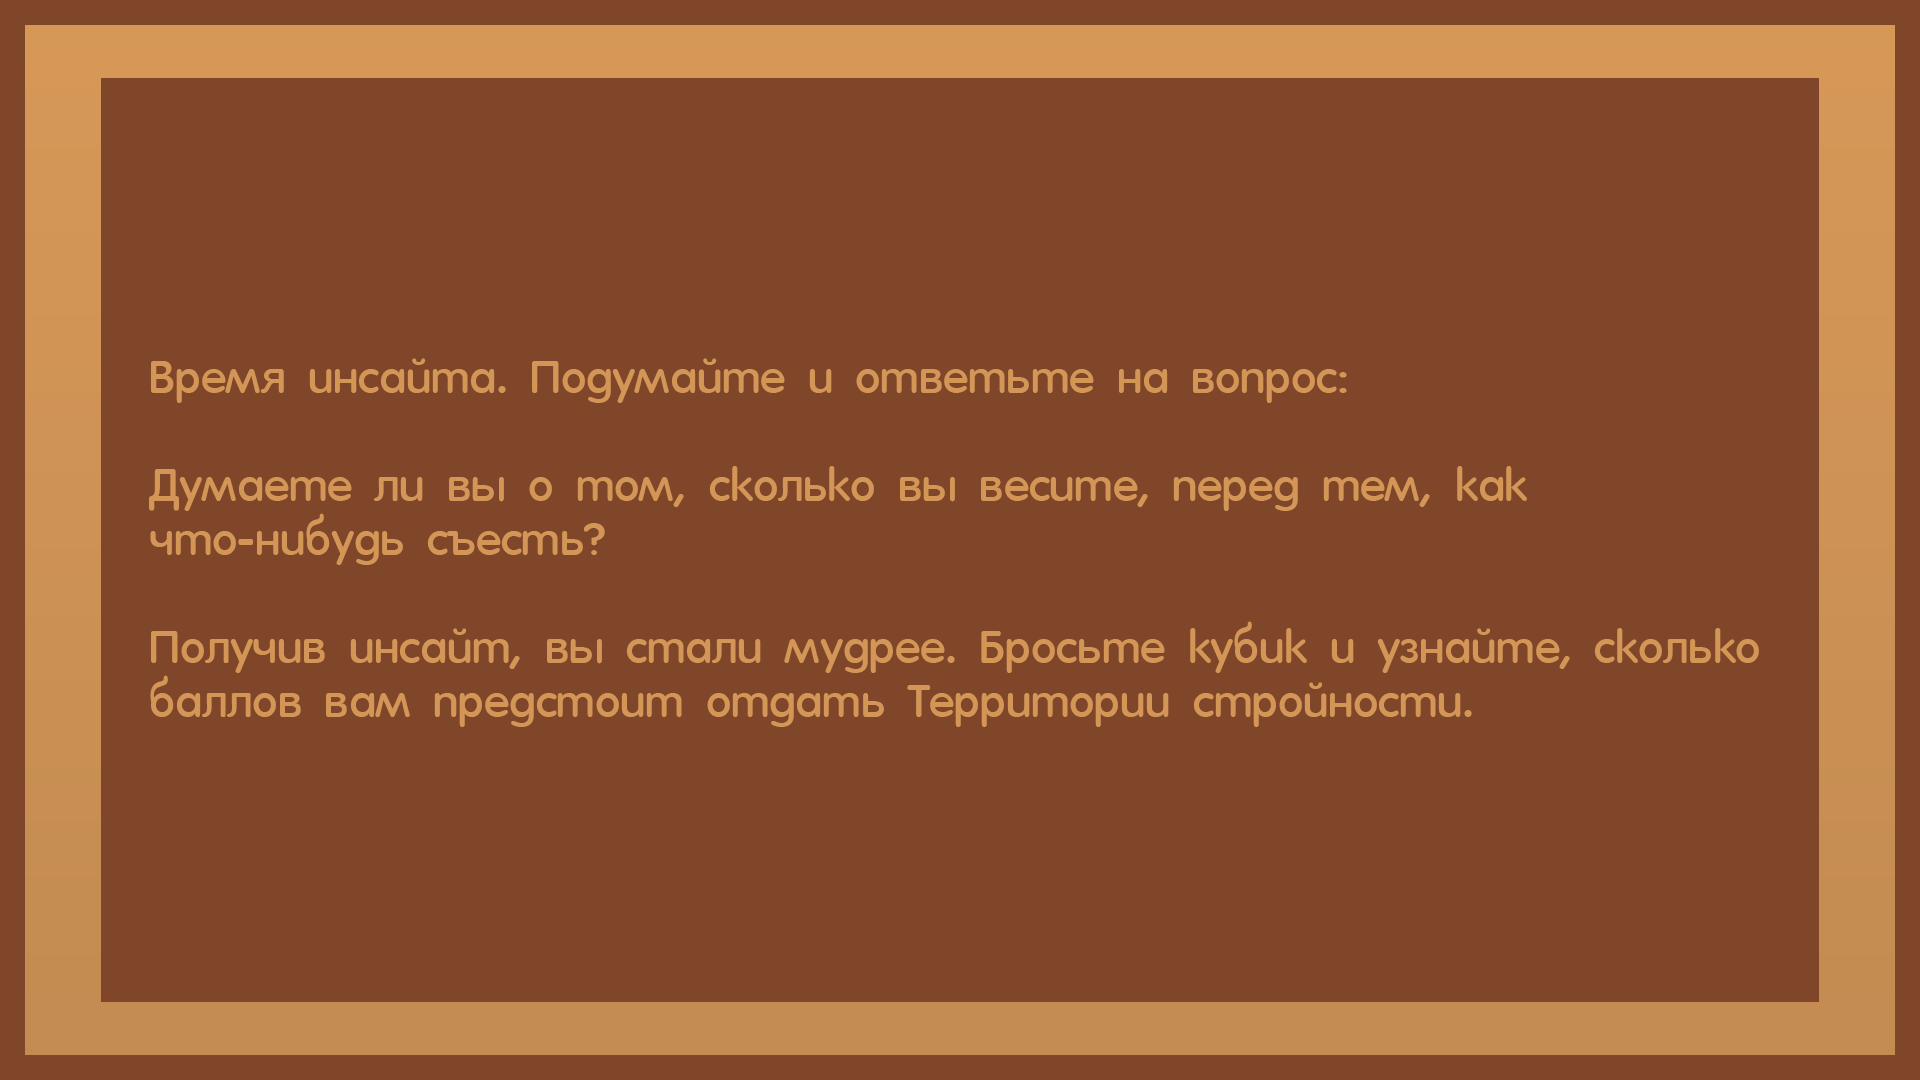 Время инсайта. Подумайте и ответьте на вопрос:
Думаете ли вы о том, сколько вы весите, перед тем, как
что-нибудь съесть?
Получив инсайт, вы стали мудрее. Бросьте кубик и узнайте, сколько
баллов вам предстоит отдать Территории стройности.